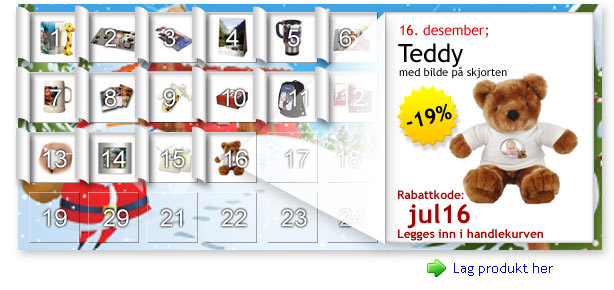 1 2 3 4 5 6
8 9 10 11 12
13 14 15 16 17 18
19 29 21 22 23 24
16. desember;
Teddy
med bilde på skjorten
-19%
Rabattkode:
jul16
Legges inn i handlekurven
Lag produkt her